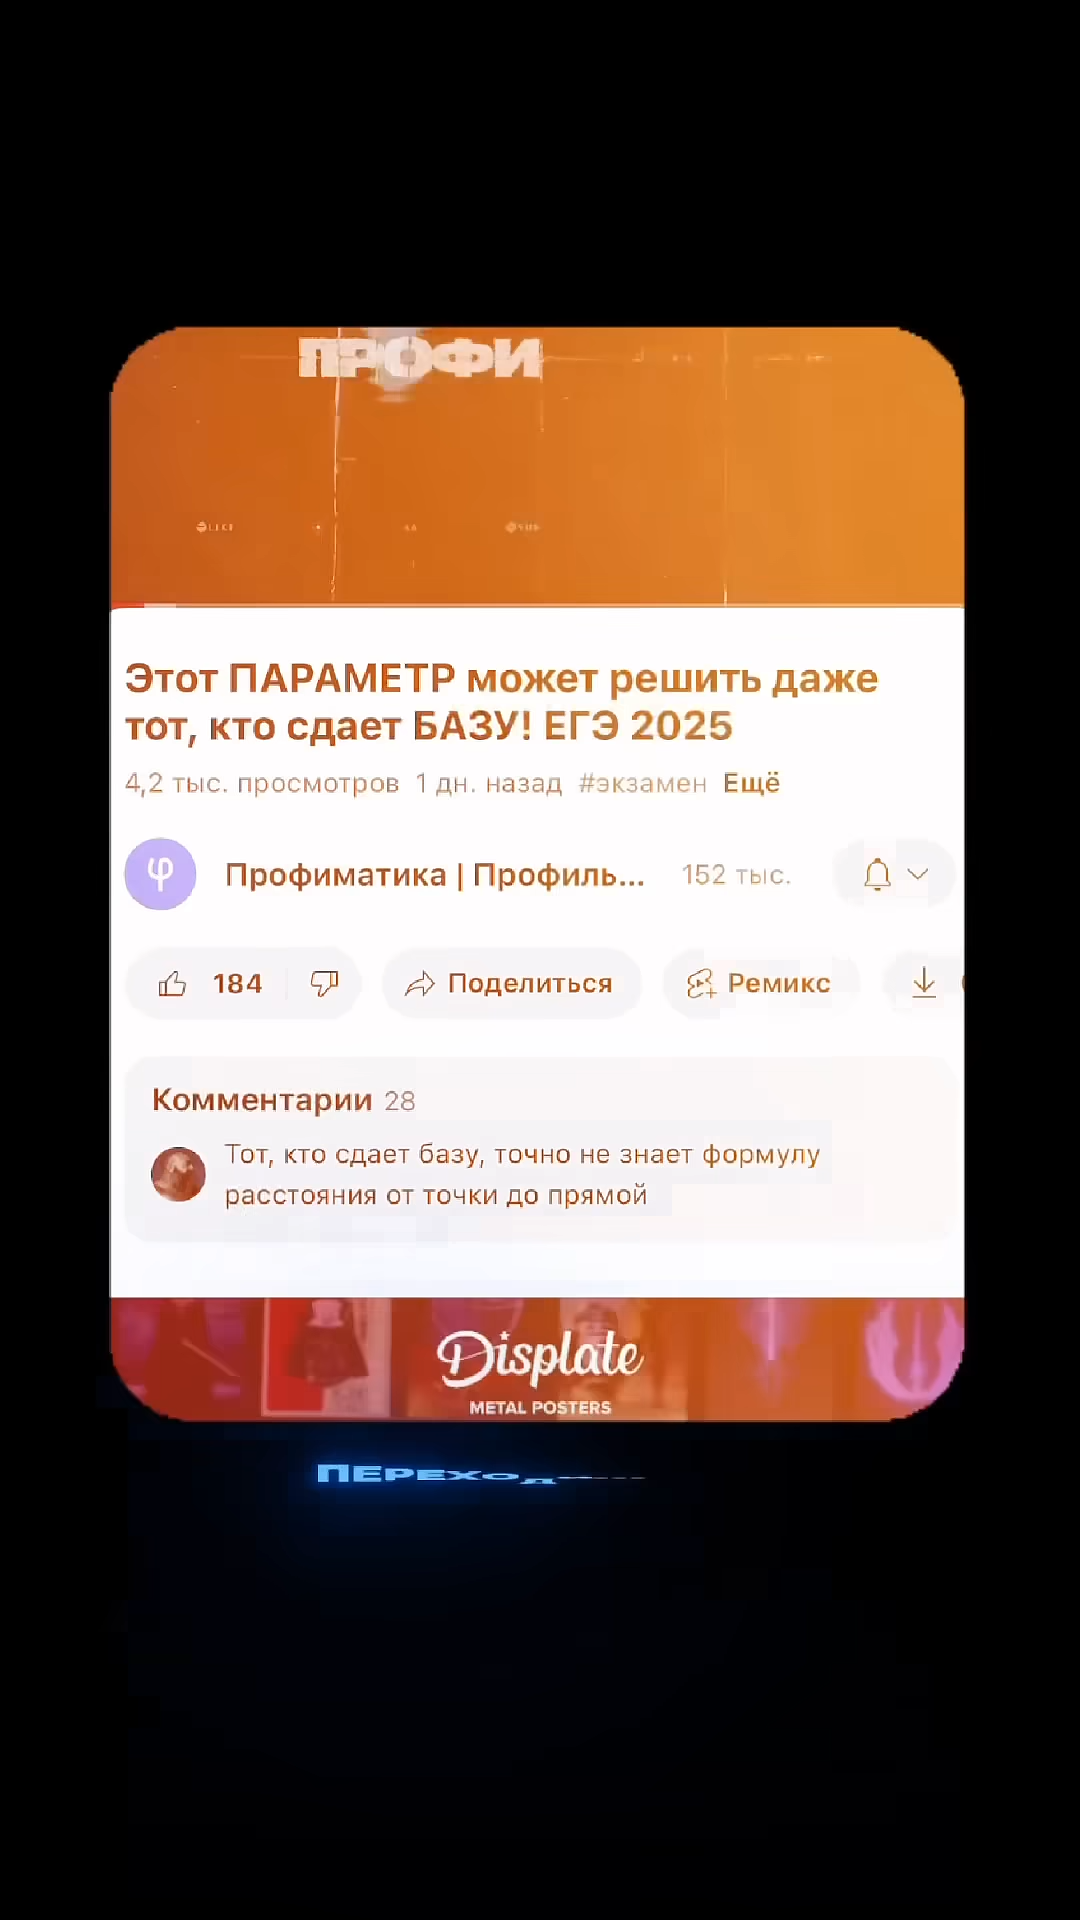 ПРОФИ
Этот ПАРАМЕТР может решить даже
тот, кто сдает БАЗУ! ЕГЭ 2025
4,2 тыс. просмотров 1 дн. назад #экзамен Ещё
φ Профиматика | Профиль... 152 тыс.
184 Поделиться Ремикс
Комментарии 28
Тот, кто сдает базу, точно не знает формулу
расстояния от точки до прямой
Displate
METAL POSTERS
ПЕРЕХОД